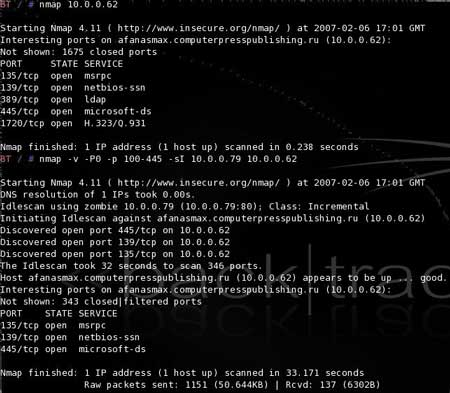 BT / # nmap 10.0.0.62
Starting Nmap 4.11 ( http://www.insecure.org/nmap/ ) at 2007-02-06 17:01 GMT
Interesting ports on afanasmax.computerpresspublishing.ru (10.0.0.62):
Not shown: 1675 closed ports
PORT     STATE SERVICE
135/tcp  open  msrpc
139/tcp  open  netbios-ssn
389/tcp  open  ldap
445/tcp  open  microsoft-ds
1720/tcp open  H.323/Q.931
Nmap finished: 1 IP address (1 host up) scanned in 0.238 seconds
BT / # nmap -v -P0 -p 100-445 -sI 10.0.0.79 10.0.0.62
Starting Nmap 4.11 ( http://www.insecure.org/nmap/ ) at 2007-02-06 17:01 GMT
DNS resolution of 1 IPs took 0.00s.
Idlescan using zombie 10.0.0.79 (10.0.0.79:80); Class: Incremental
Initiating Idlescan against afanasmax.computerpresspublishing.ru (10.0.0.62)
Discovered open port 445/tcp on 10.0.0.62
Discovered open port 139/tcp on 10.0.0.62
Discovered open port 135/tcp on 10.0.0.62
The Idlescan took 32 seconds to scan 346 ports.
Host afanasmax.computerpresspublishing.ru (10.0.0.62) appears to be up ... good.
Interesting ports on afanasmax.computerpresspublishing.ru (10.0.0.62):
Not shown: 343 closed|filtered ports
PORT    STATE SERVICE
135/tcp open  msrpc
139/tcp open  netbios-ssn
445/tcp open  microsoft-ds
Nmap finished: 1 IP address (1 host up) scanned in 33.171 seconds
Raw packets sent: 1151 (50.644KB) | Rcvd: 137 (6302B)
back|trac